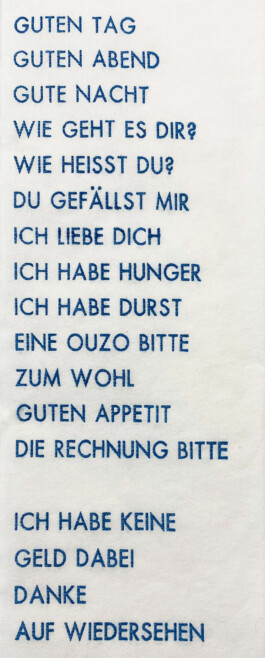 GUTEN TAG
GUTEN ABEND
GUTE NACHT
WIE GEHT ES DIR?
WIE HEISST DU?
DU GEFÄLLST MIR
ICH LIEBE DICH
ICH HABE HUNGER
ICH HABE DURST
EINE OUZO BITTE
ZUM WOHL
GUTEN APPETIT
DIE RECHNUNG BITTE
ICH HABE KEINE
GELD DABEI
DANKE
AUF WIEDERSEHEN